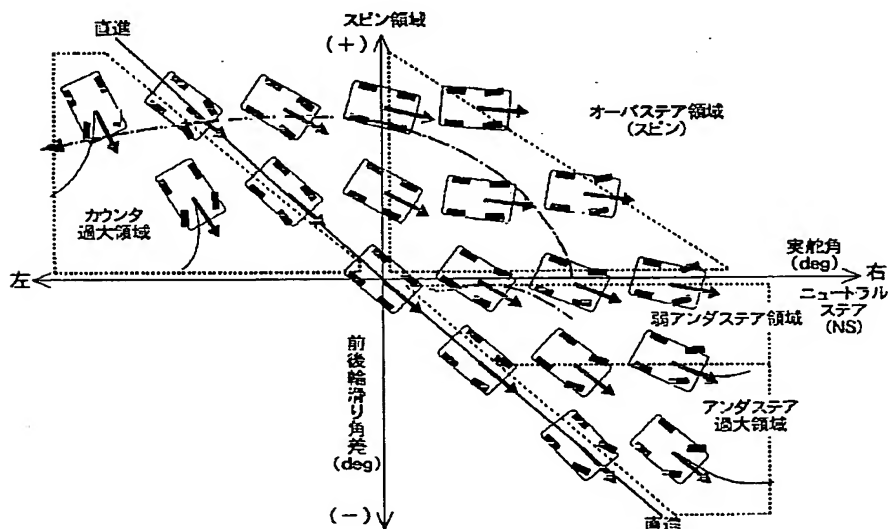 直進
スピン領域
(+)
オーバステア領域
(スピン)
カウンタ
過大領域
実舵角
(deg)
左
右
ニュートラル
ステア
(NS)
弱アンダステア領域
前後輪滑り角差
(deg)
アンダステア
過大領域
(-)
直進